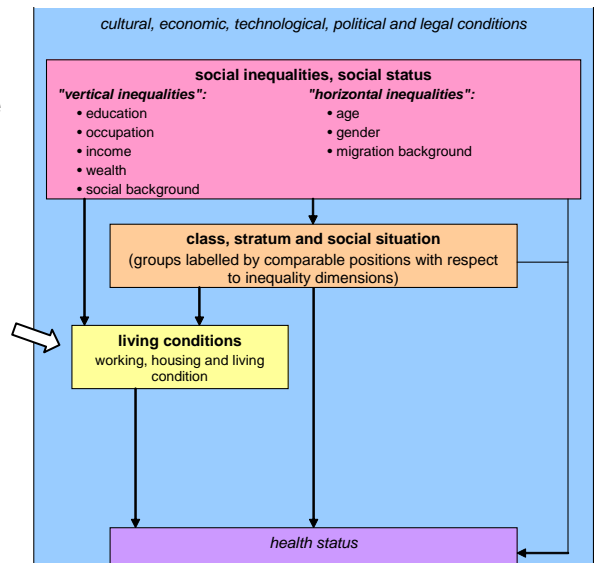 cultural, economic, technological, political and legal conditions
social inequalities, social status
"vertical inequalities":
• education
• occupation
• income
• wealth
• social background
"horizontal inequalities":
• age
• gender
• migration background
class, stratum and social situation
(groups labelled by comparable positions with respect
to inequality dimensions)
living conditions
working, housing and living
condition
health status